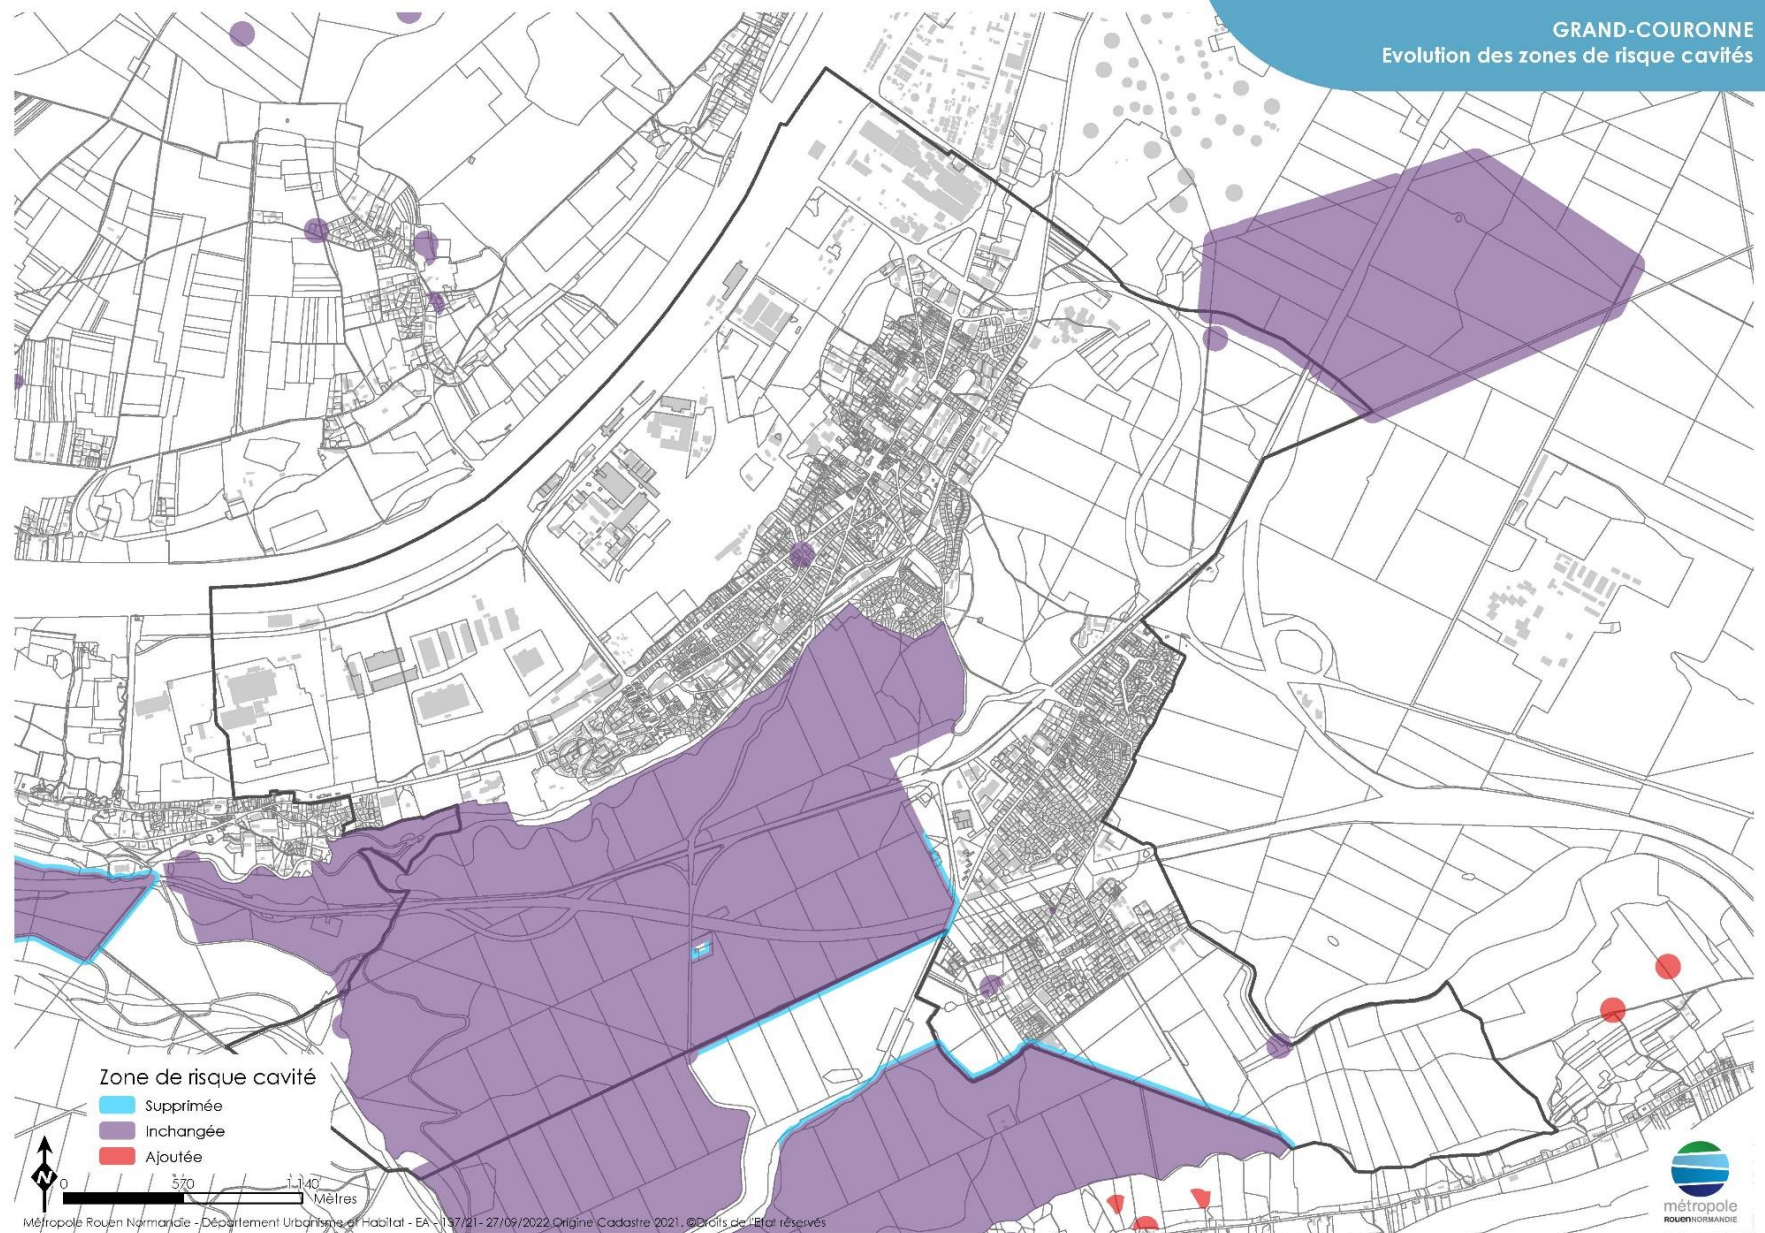 GRAND-COURONNE
Evolution des zones de risque cavités
Zone de risque cavité
Supprimée
Inchangée
Ajoutée
N
0 570 1 140
Mètres
Métropole Rouen Normandie - Département Urbanisme et Habitat - EA - 137/21- 27/09/2022 Origine Cadastre 2021. ©Droits de l'Etat réservés
métropole
ROUENNORMANDIE